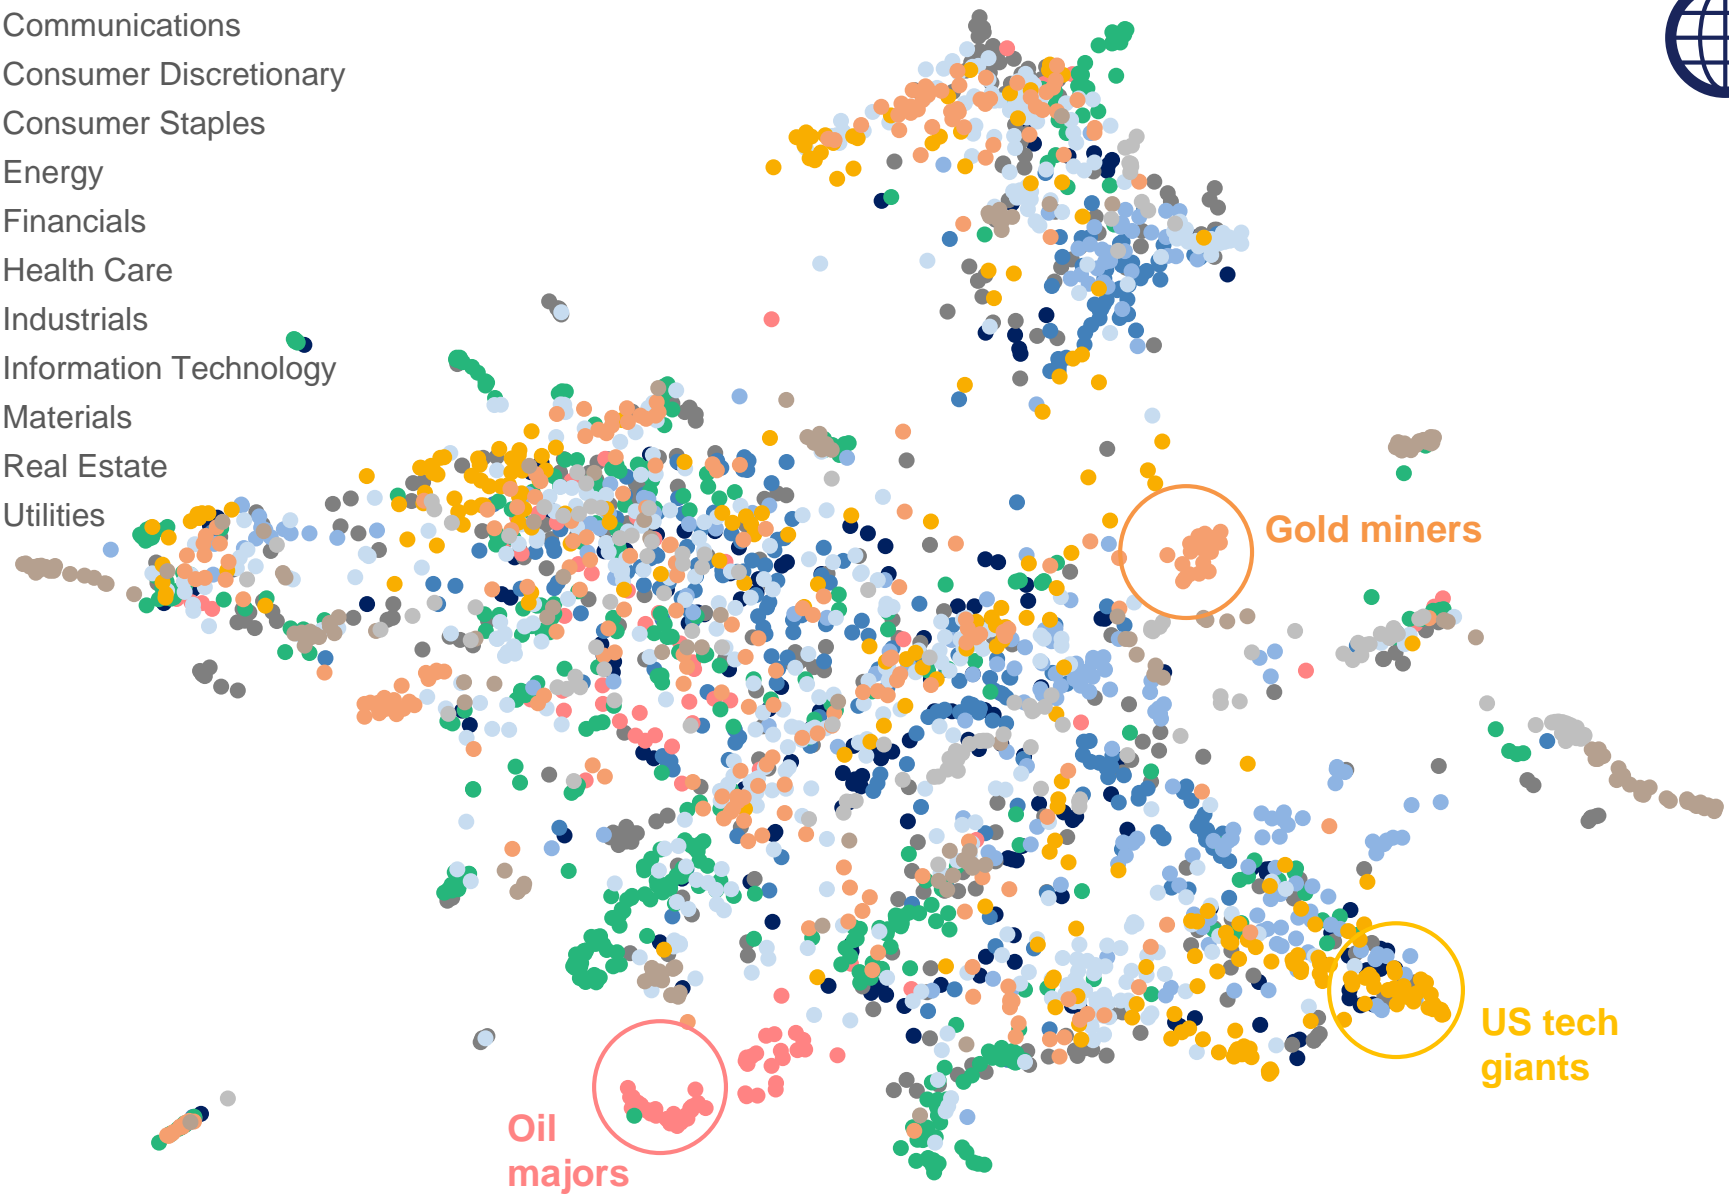 Communications
Consumer Discretionary
Consumer Staples
Energy
Financials
Health Care
Industrials
Information Technology
Materials
Real Estate
Utilities
Gold miners
US tech
giants
Oil
majors